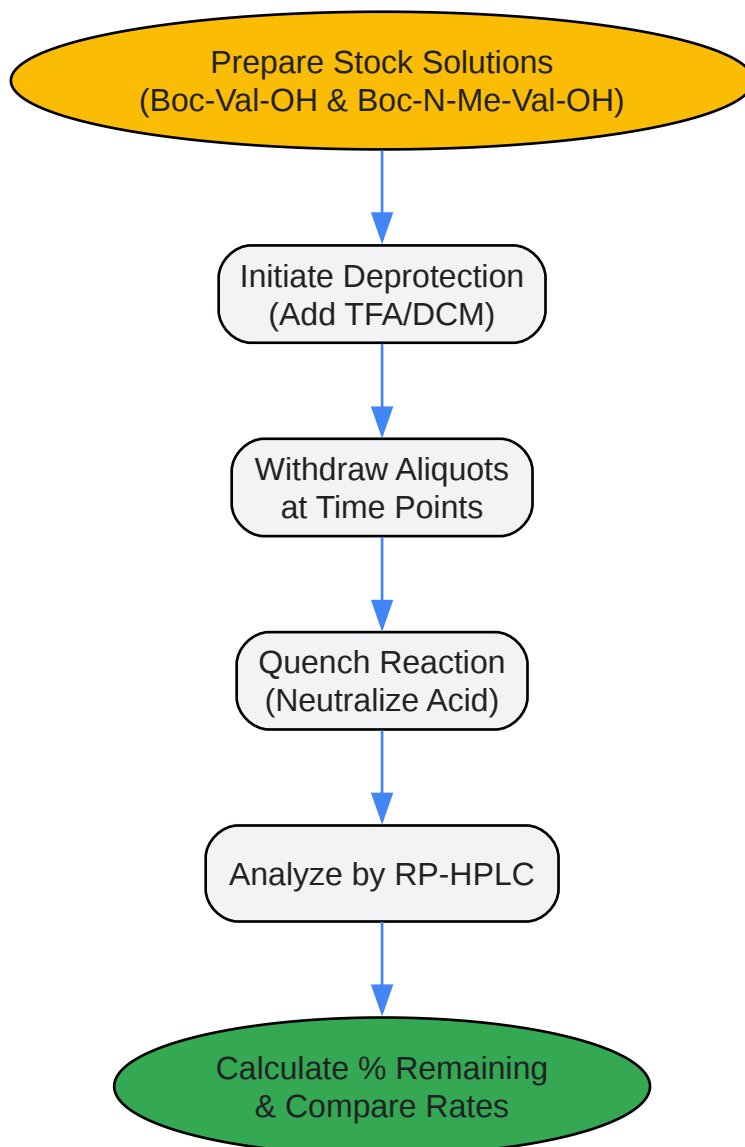 Prepare Stock Solutions
(Boc-Val-OH & Boc-N-Me-Val-OH)
Initiate Deprotection
(Add TFA/DCM)
Withdraw Aliquots
at Time Points
Quench Reaction
(Neutralize Acid)
Analyze by RP-HPLC
Calculate % Remaining
& Compare Rates